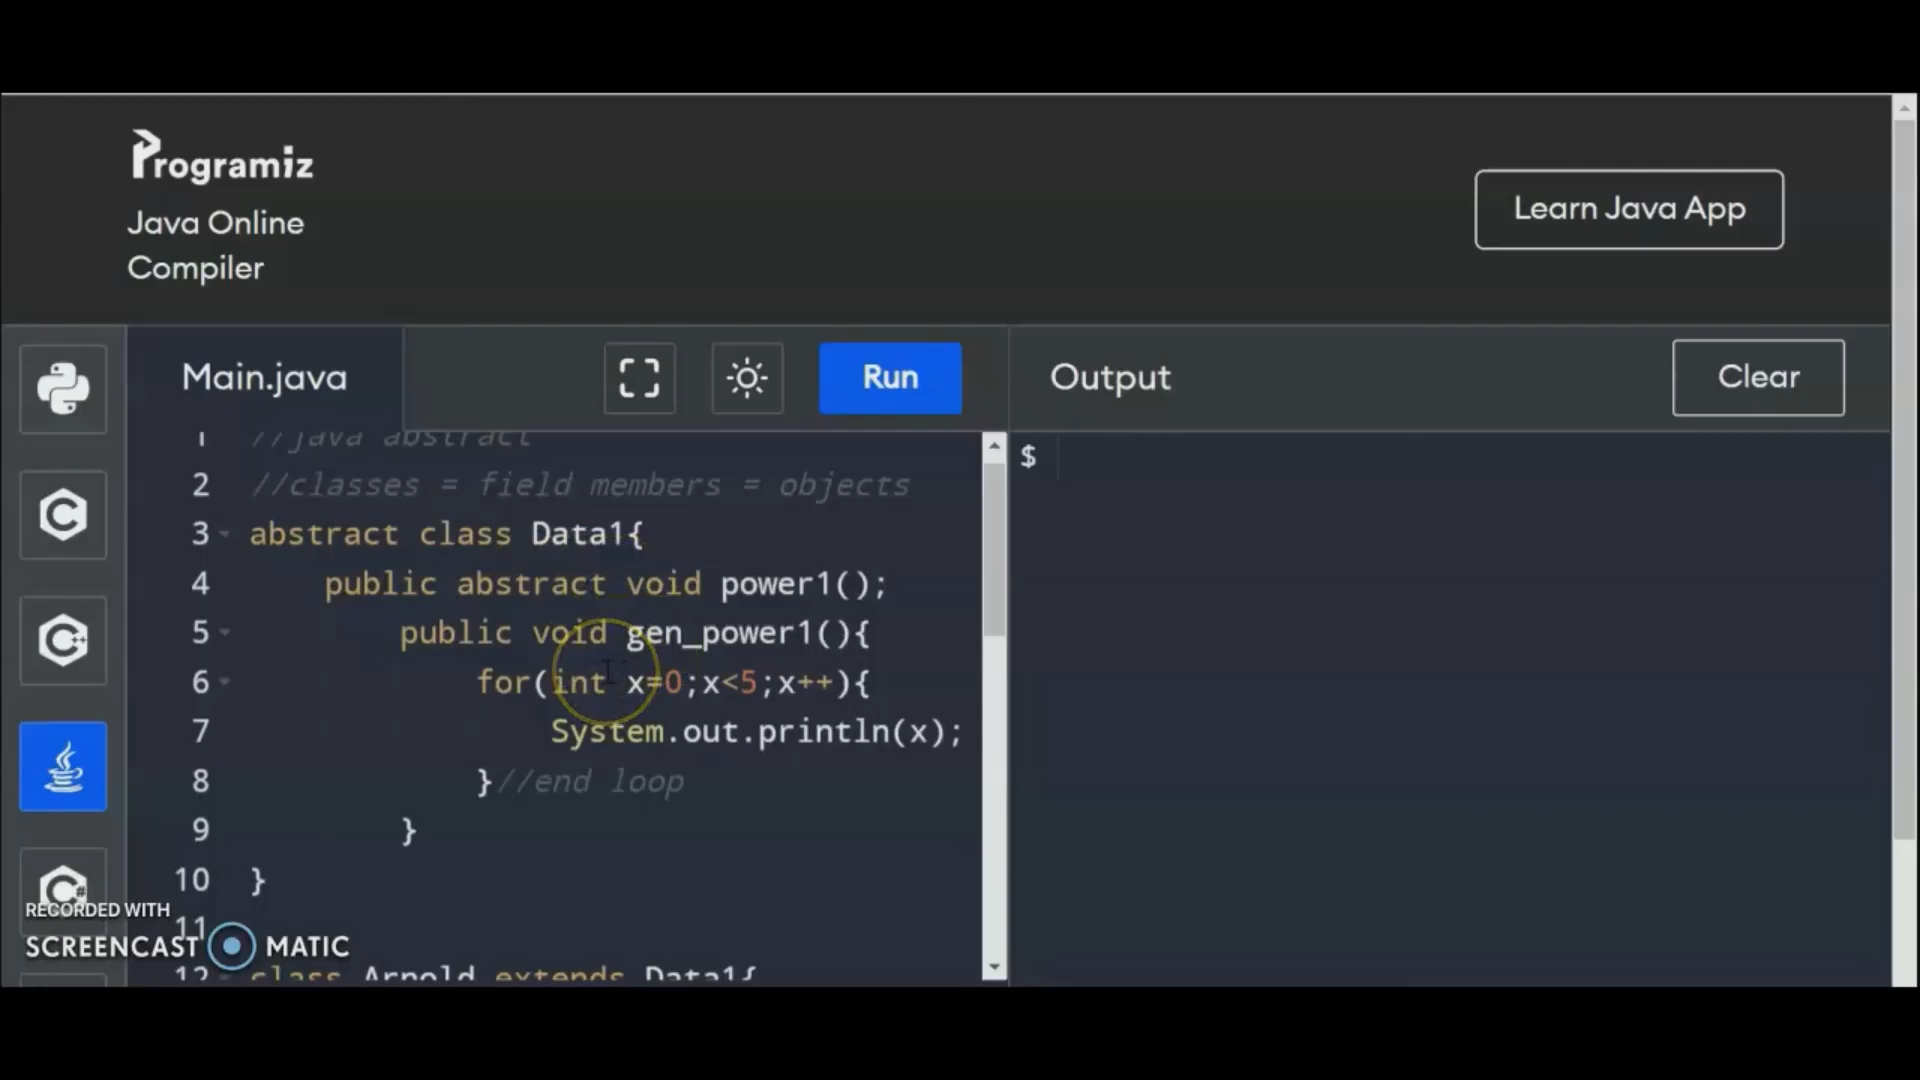 Programiz
Java Online
Compiler
Learn Java App
Main.java
Run
Output
Clear
1 //java abstract
2 //classes = field members = objects
3 abstract class Data1{
4 public abstract void power1();
5 public void gen_power1(){
6 for(int x=0;x<5;x++){
7 System.out.println(x);
8 }//end loop
9 }
10 }
11
12 class Arnold extends Data1{
$
RECORDED WITH
SCREENCAST MATIC